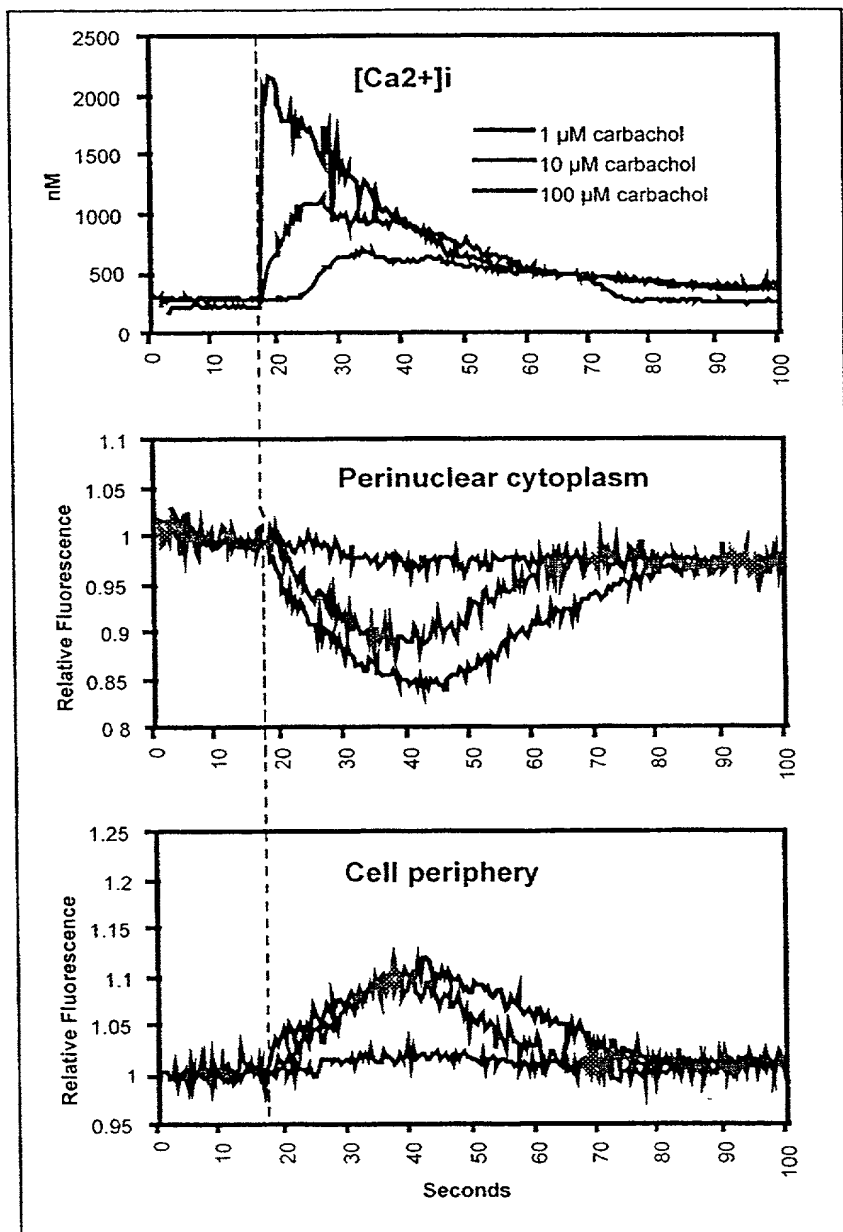 2500
2000
1500
1000
500
0
nM
[Ca2+]i
1 µM carbachol
10 µM carbachol
100 µM carbachol
0 10 20 30 40 50 60 70 80 90 100
1.1
1.05
1
0.95
0.9
0.85
0 8
Relative Fluorescence
Perinuclear cytoplasm
0 10 20 30 40 50 60 70 80 90 100
1.25
1.2
1.15
1.1
1.05
1
0.95
Relative Fluorescence
Cell periphery
0 10 20 30 40 50 60 70 80 90 100
Seconds